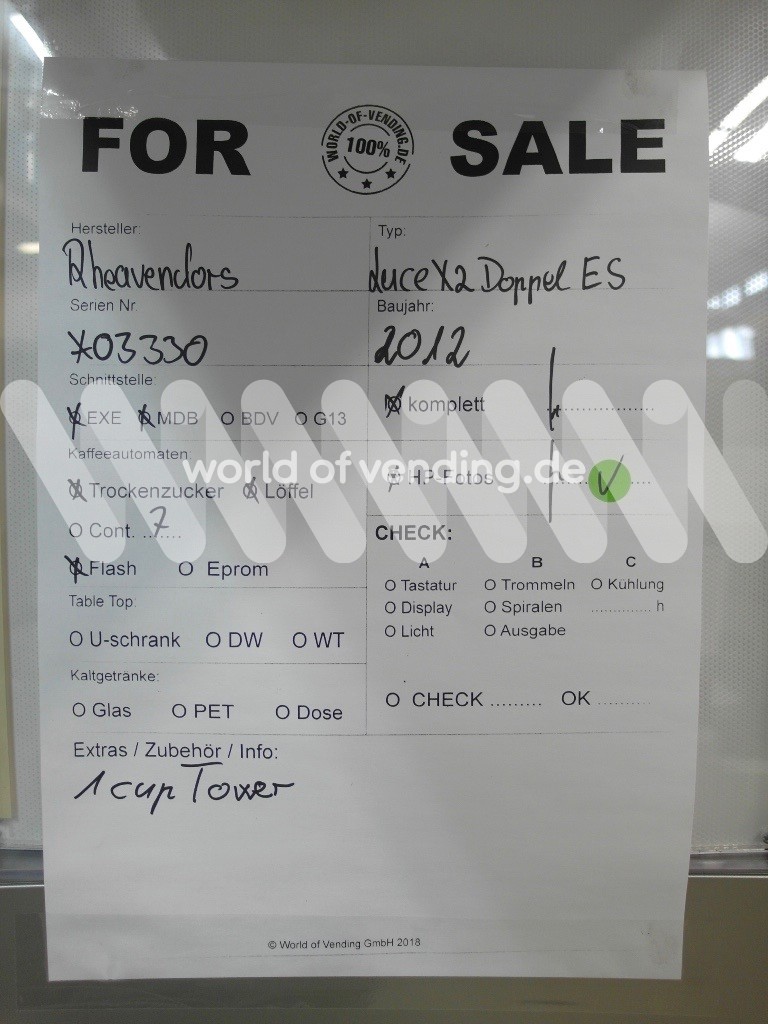 FOR SALE
WORLD-OF-VENDING.DE
100%
Hersteller:
Rheavendors
Typ:
Luce X2 Doppel ES
Serien Nr.
X03330
Baujahr:
2012
Schnittstelle:
EXE MDB O BDV O G13
komplett ..................
Kaffeeautomaten
Trockenzucker Löffel
HP-Fotos
world of vending.de
O Cont. .......
7
Flash O Eprom
CHECK:
A B C
O Tastatur O Trommeln O Kühlung
O Display O Spiralen .............. h
O Licht O Ausgabe
Table Top:
O U-schrank O DW O WT
Kaltgetränke:
O Glas O PET O Dose
O CHECK ......... OK .........
Extras / Zubehör / Info:
1 cup Tower
© World of Vending GmbH 2018